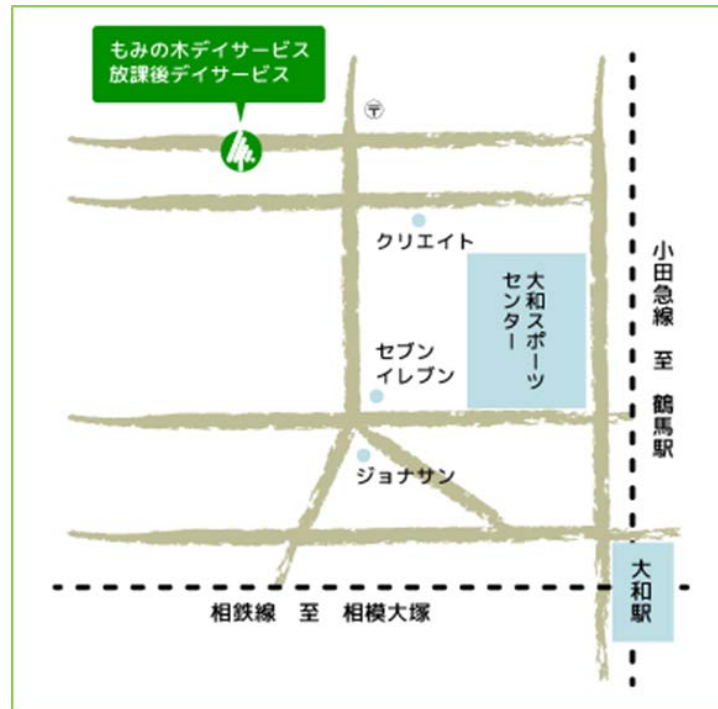 もみの木デイサービス
放課後デイサービス
〒
クリエイト
大和スポーツ
センター
小田急線 至 鶴馬駅
セブン
イレブン
ジョナサン
大和駅
相鉄線 至 相模大塚